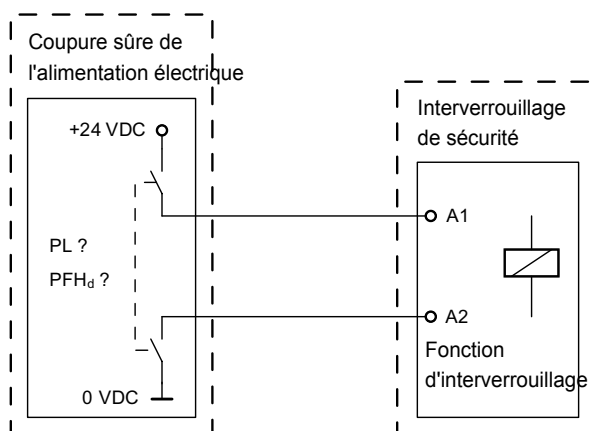 Coupure sûre de
l'alimentation électrique
+24 VDC
PL ?
PFHd ?
0 VDC
Interverrouillage
de sécurité
A1
A2
Fonction
d'interverrouillage